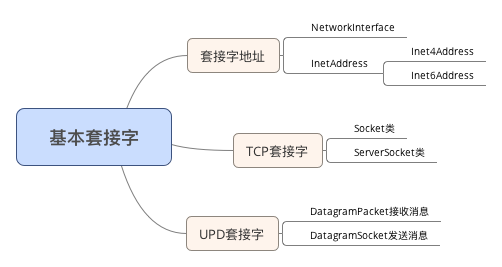 基本套接字
套接字地址
NetworkInterface
InetAddress
Inet4Address
Inet6Address
TCP套接字
Socket类
ServerSocket类
UPD套接字
DatagramPacket接收消息
DatagramSocket发送消息